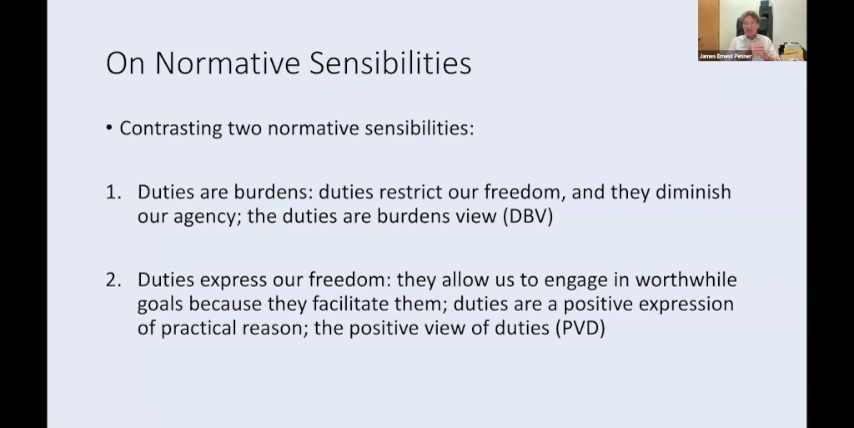 On Normative Sensibilities
James Ernest Penner
• Contrasting two normative sensibilities:
1. Duties are burdens: duties restrict our freedom, and they diminish
our agency; the duties are burdens view (DBV)
2. Duties express our freedom: they allow us to engage in worthwhile
goals because they facilitate them; duties are a positive expression
of practical reason; the positive view of duties (PVD)